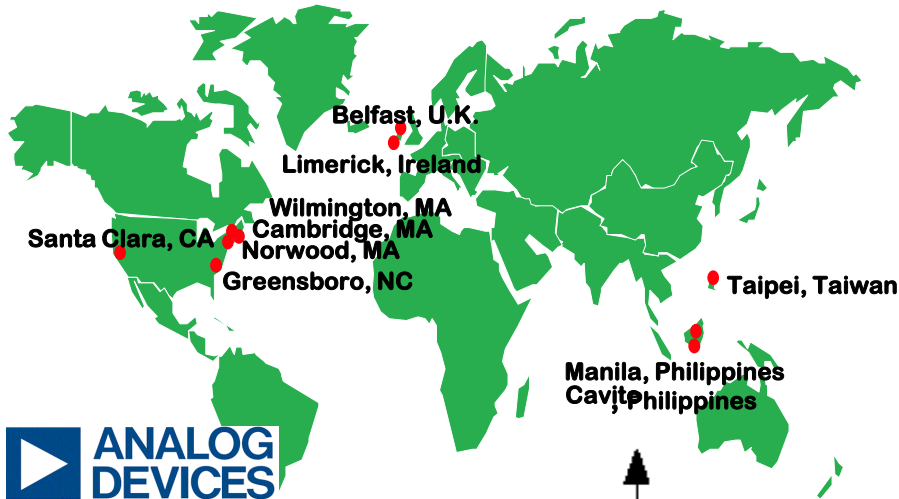 Belfast, U.K.
Limerick, Ireland
Wilmington, MA
Cambridge, MA
Santa Clara, CA
Norwood, MA
Greensboro, NC
Taipei, Taiwan
Manila, Philippines
Cavite, Philippines
ANALOG
DEVICES